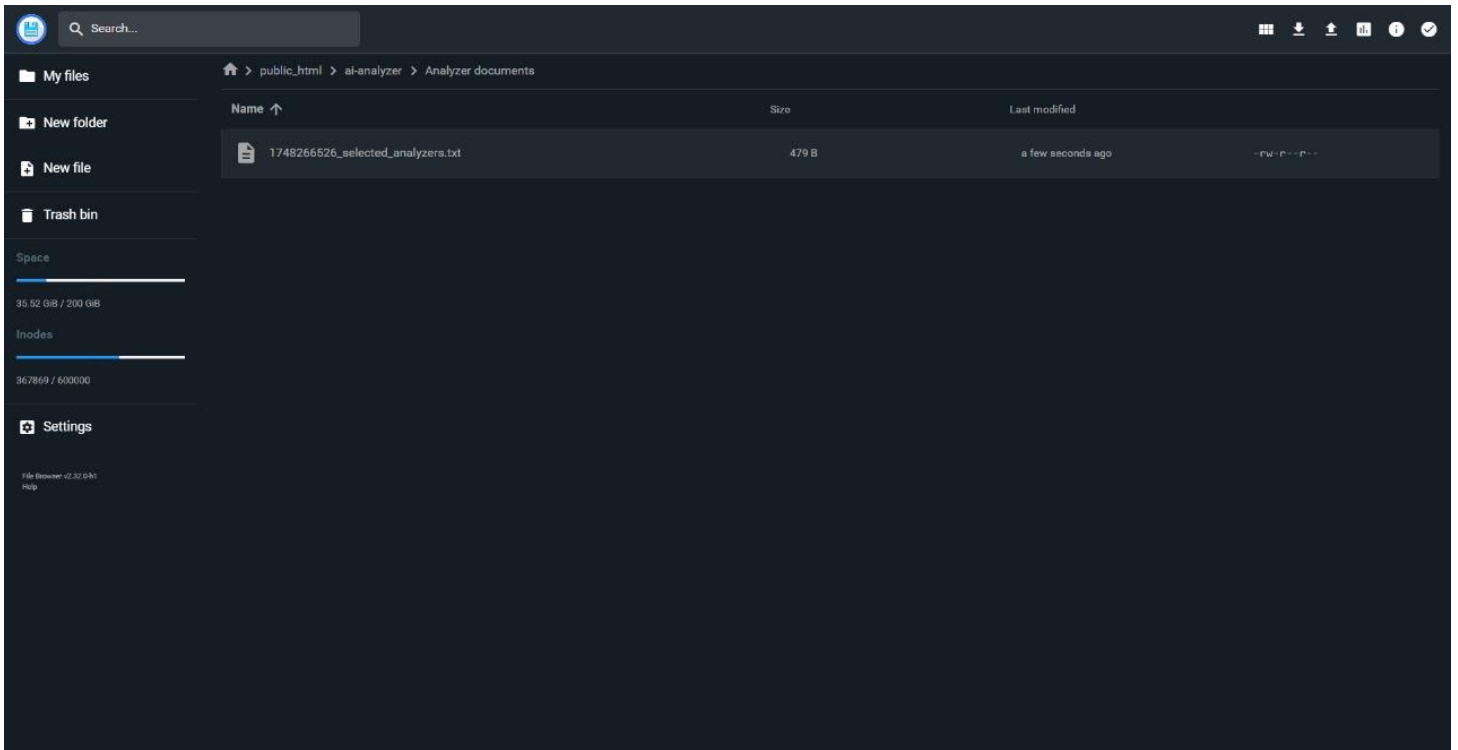 Search...
My files
public_html > ai-analyzer > Analyzer documents
Name Size Last modified
New folder
1748266526_selected_analyzers.txt 479 B a few seconds ago -rw-r--r--
New file
Trash bin
Space
35.52 GiB / 200 GiB
Inodes
367869 / 600000
Settings
File Browser v2.32.0-h1
Help